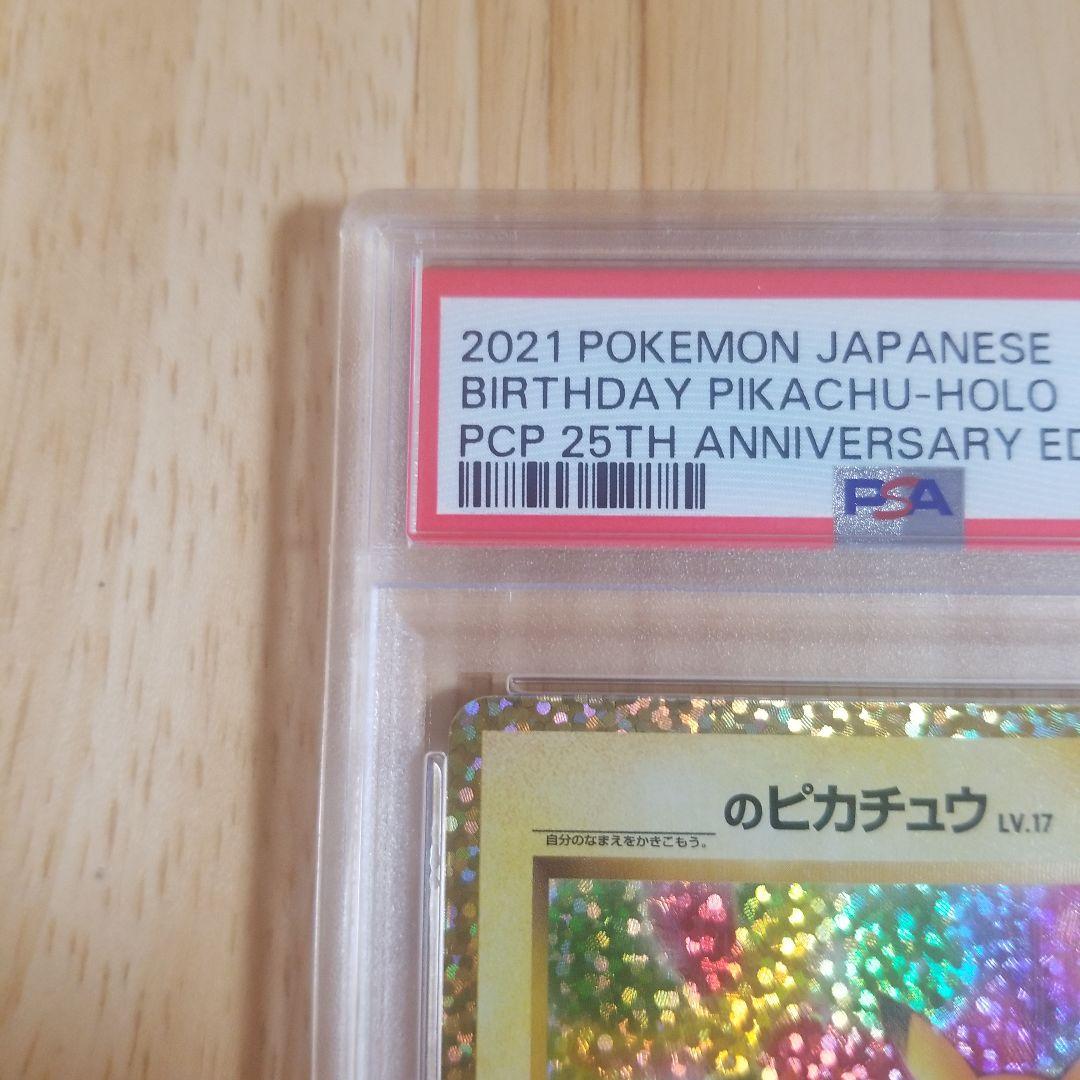 2021 POKEMON JAPANESE
BIRTHDAY PIKACHU-HOLO
PCP 25TH ANNIVERSARY ED
PSA
のピカチュウ LV.17
自分のなまえをかきこもう。